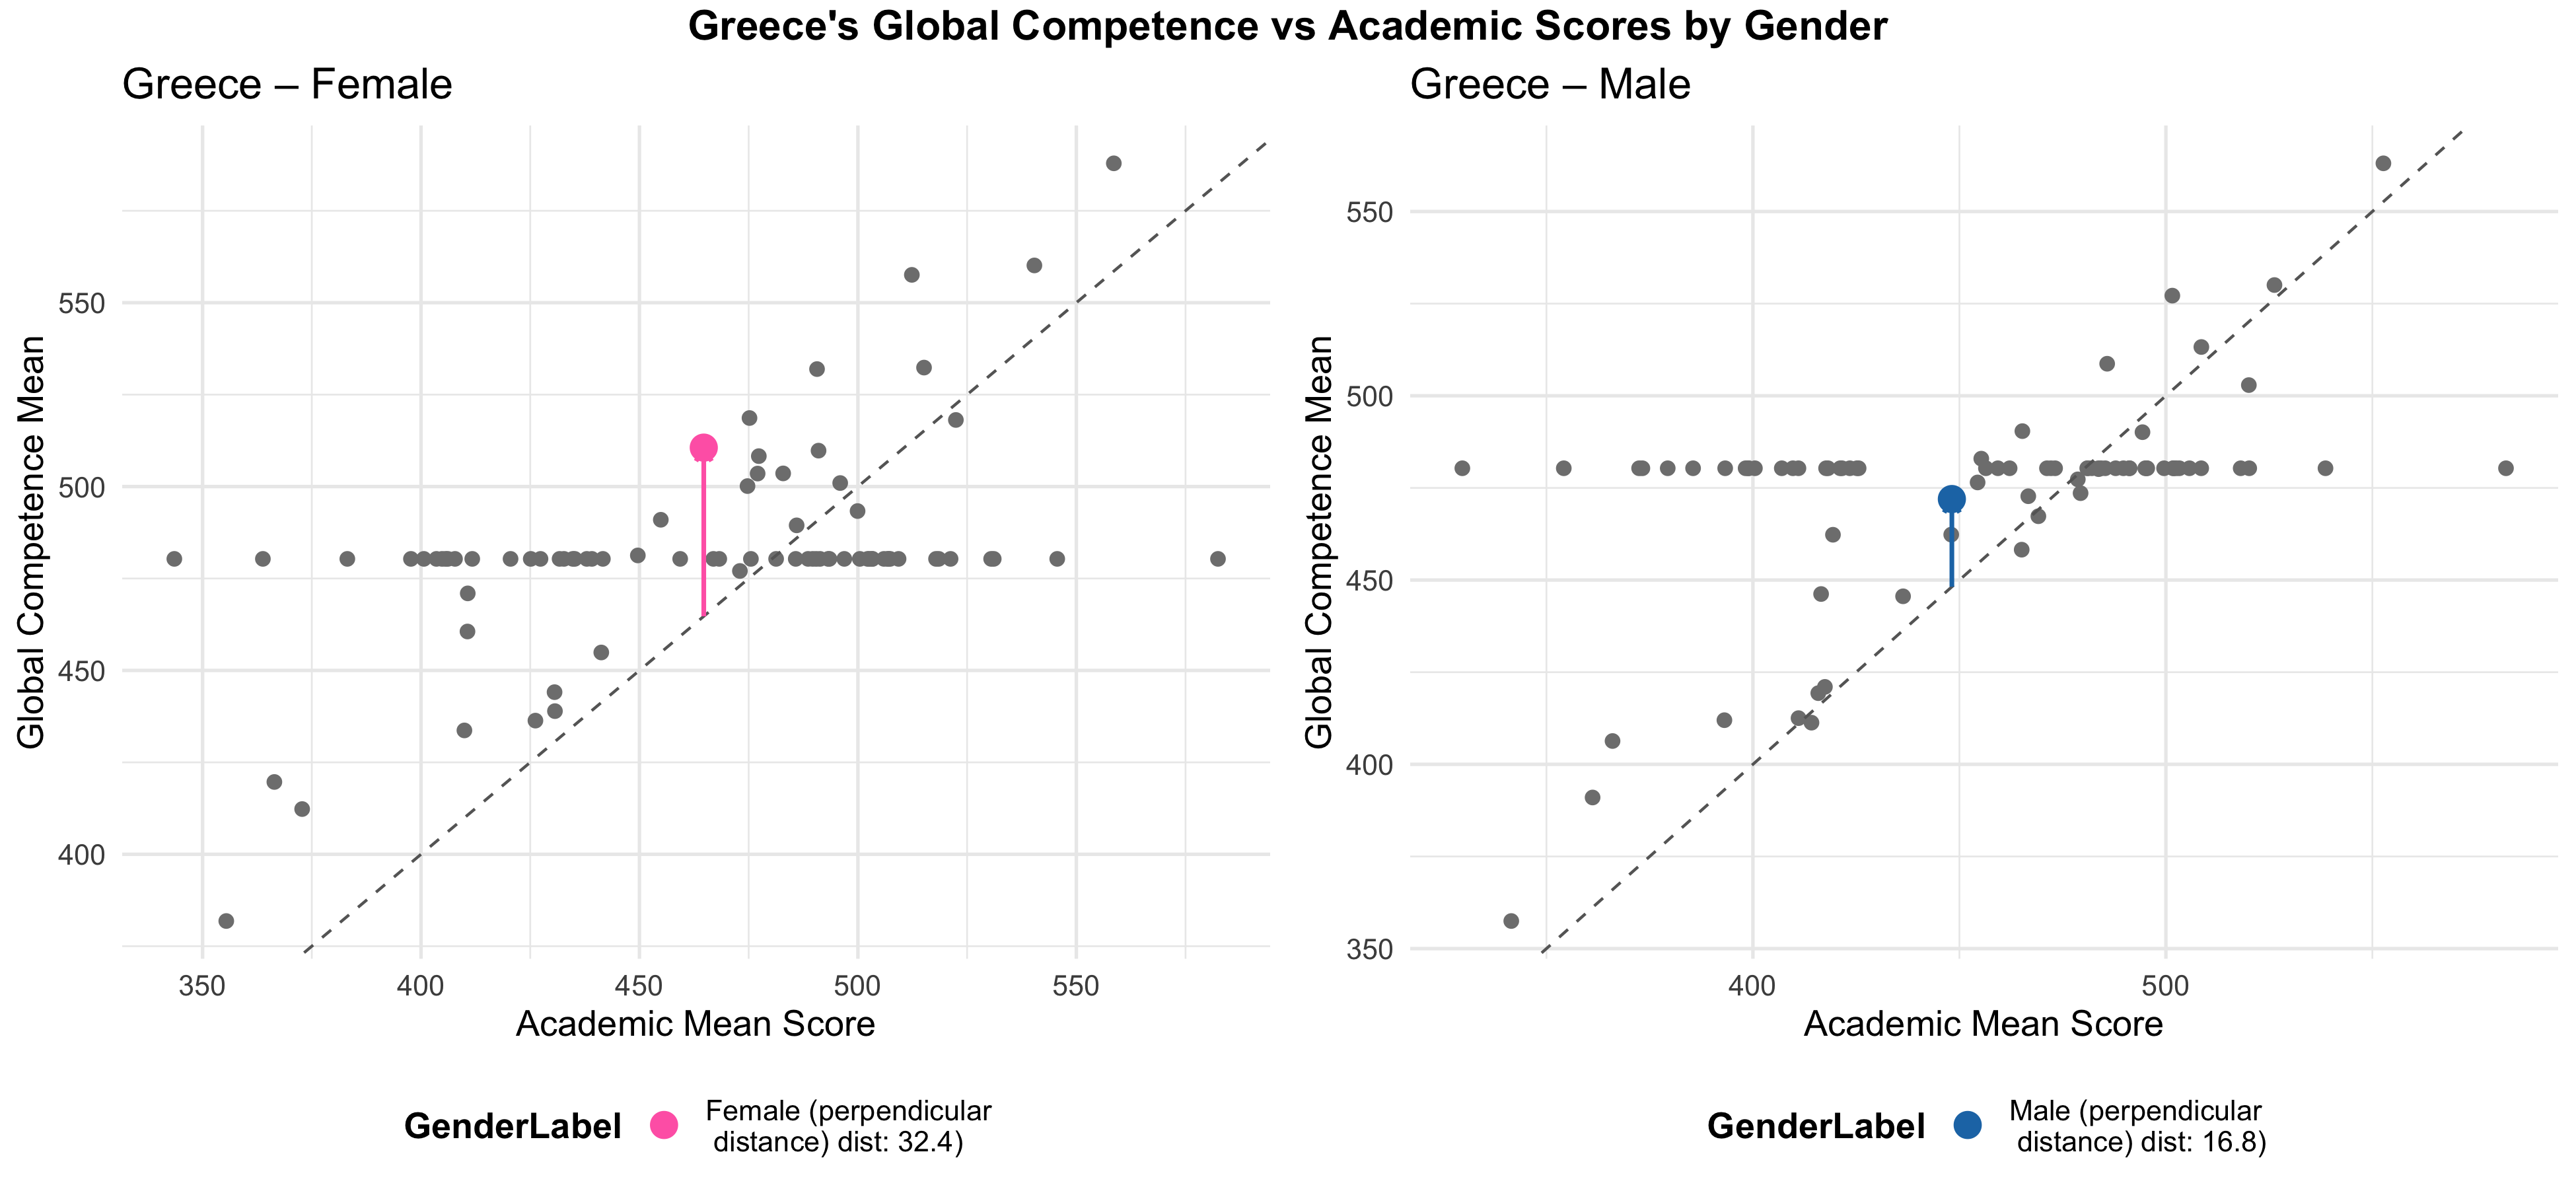 Greece's Global Competence vs Academic Scores by Gender
Greece – Female
Global Competence Mean
550
500
450
400
350
400
450
500
550
Academic Mean Score
GenderLabel
Female (perpendicular
distance) dist: 32.4)
Greece – Male
Global Competence Mean
550
500
450
400
350
400
500
Academic Mean Score
GenderLabel
Male (perpendicular
distance) dist: 16.8)